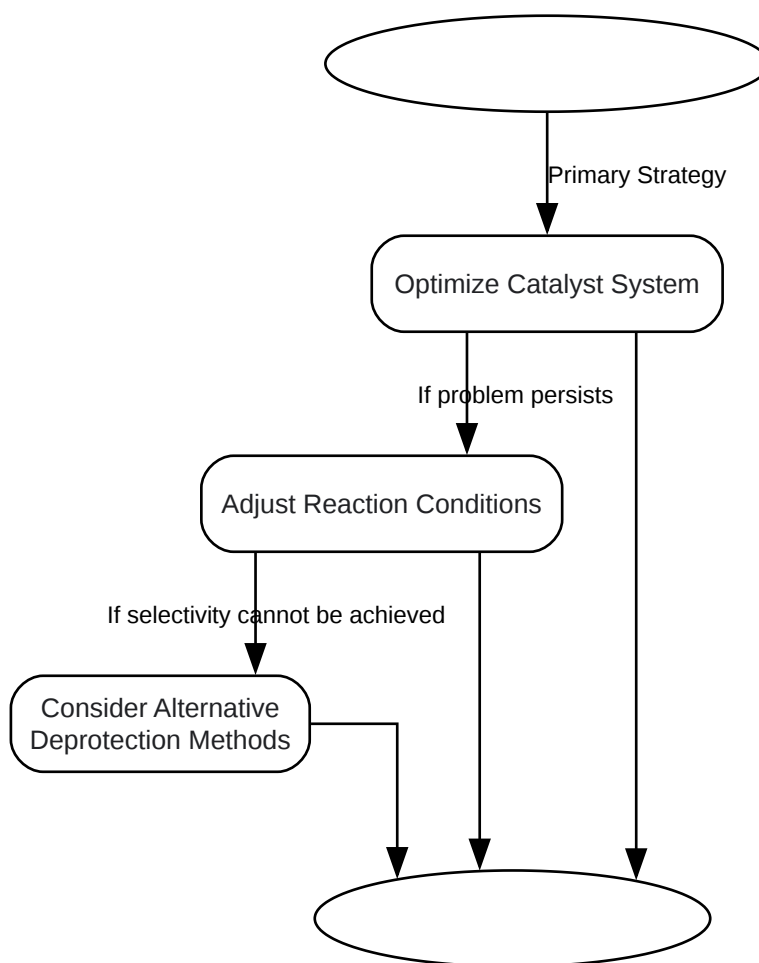 Primary Strategy
Optimize Catalyst System
If problem persists
Adjust Reaction Conditions
If selectivity cannot be achieved
Consider Alternative
Deprotection Methods